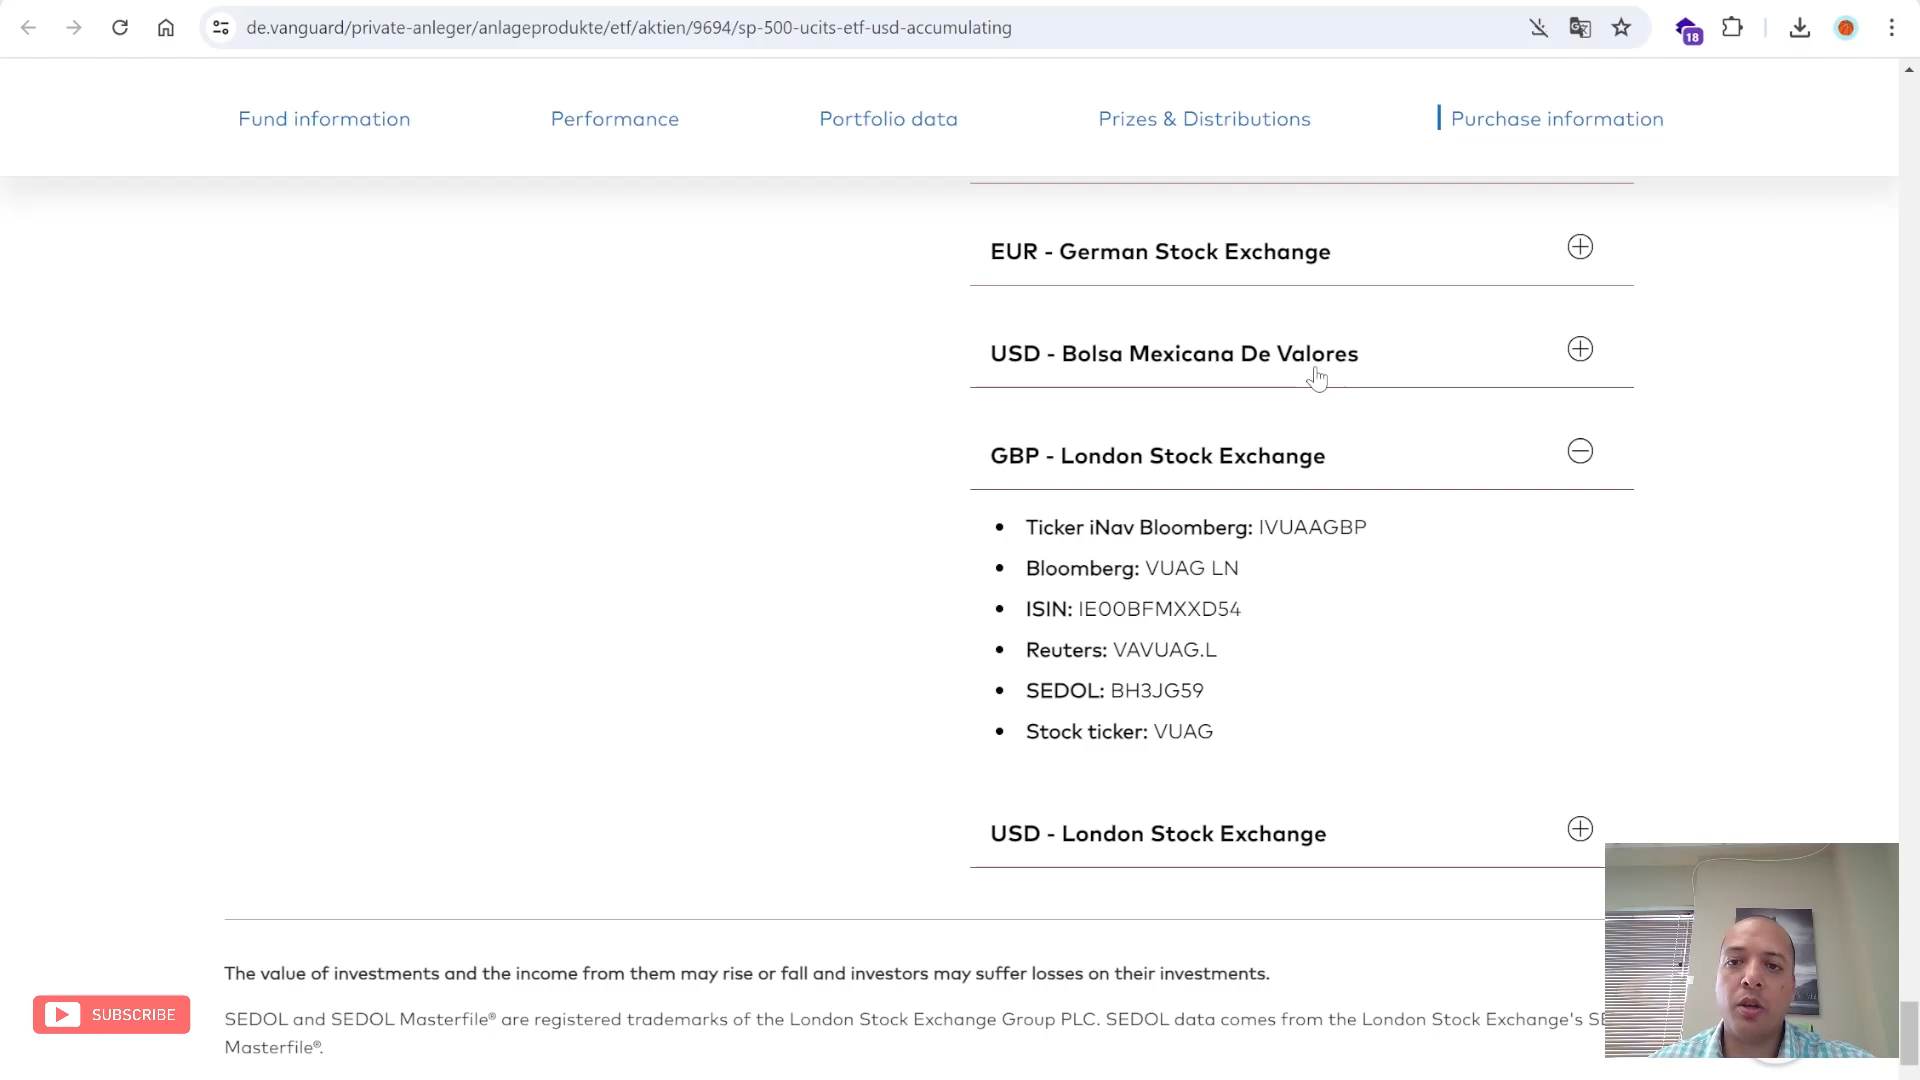 de.vanguard/private-anleger/anlageprodukte/etf/aktien/9694/sp-500-ucits-etf-usd-accumulating
18
Fund information
Performance
Portfolio data
Prizes & Distributions
Purchase information
EUR - German Stock Exchange
USD - Bolsa Mexicana De Valores
GBP - London Stock Exchange
• Ticker iNav Bloomberg: IVUAAGBP
• Bloomberg: VUAG LN
• ISIN: IE00BFMXXD54
• Reuters: VAVUAG.L
• SEDOL: BH3JG59
• Stock ticker: VUAG
USD - London Stock Exchange
The value of investments and the income from them may rise or fall and investors may suffer losses on their investments.
SUBSCRIBE
SEDOL and SEDOL Masterfile® are registered trademarks of the London Stock Exchange Group PLC. SEDOL data comes from the London Stock Exchange's
Masterfile®.